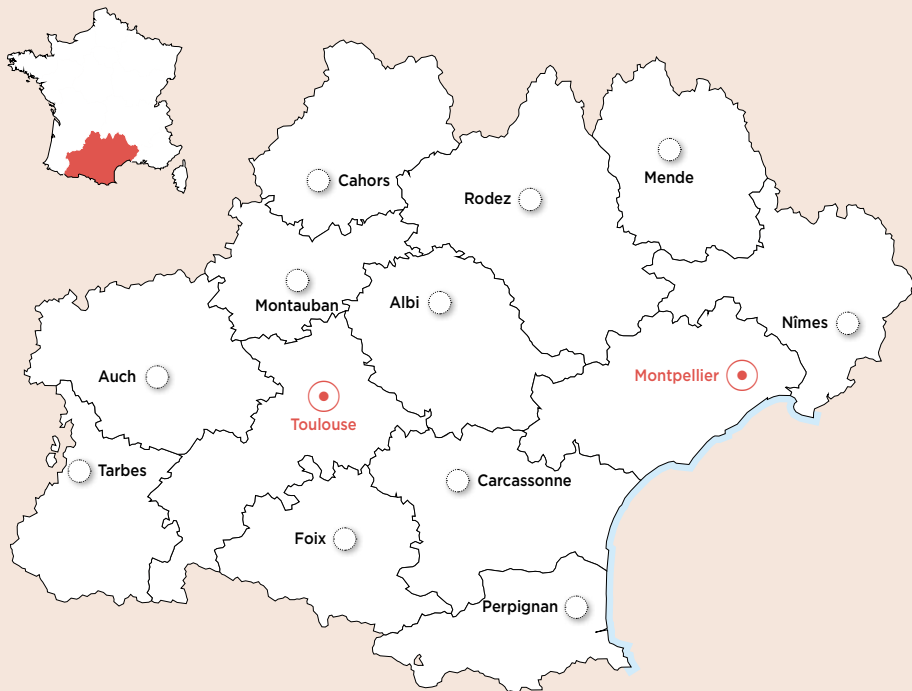 Cahors
Mende
Rodez
Montauban
Albi
Nîmes
Auch
Montpellier
Toulouse
Tarbes
Carcassonne
Foix
Perpignan